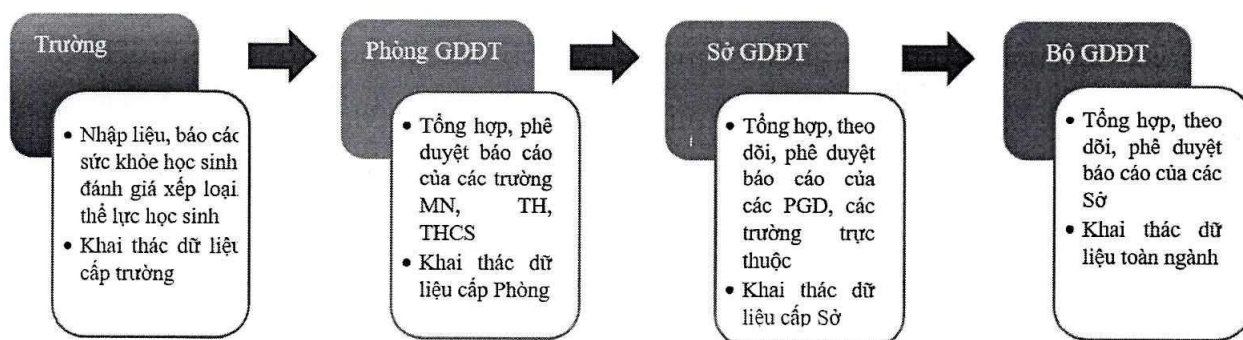 Trường
• Nhập liệu, báo các
sức khỏe học sinh
đánh giá xếp loại
thể lực học sinh
• Khai thác dữ liệu
cấp trường
Phòng GDĐT
• Tổng hợp, phê
duyệt báo cáo
của các trường
MN, TH,
THCS
• Khai thác dữ
liệu cấp Phòng
Sở GDĐT
• Tổng hợp, theo
dõi, phê duyệt
báo cáo của
các PGD, các
trường trực
thuộc
• Khai thác dữ
liệu cấp Sở
Bộ GDĐT
• Tổng hợp, theo
dõi, phê duyệt
báo cáo của các
Sở
• Khai thác dữ
liệu toàn ngành